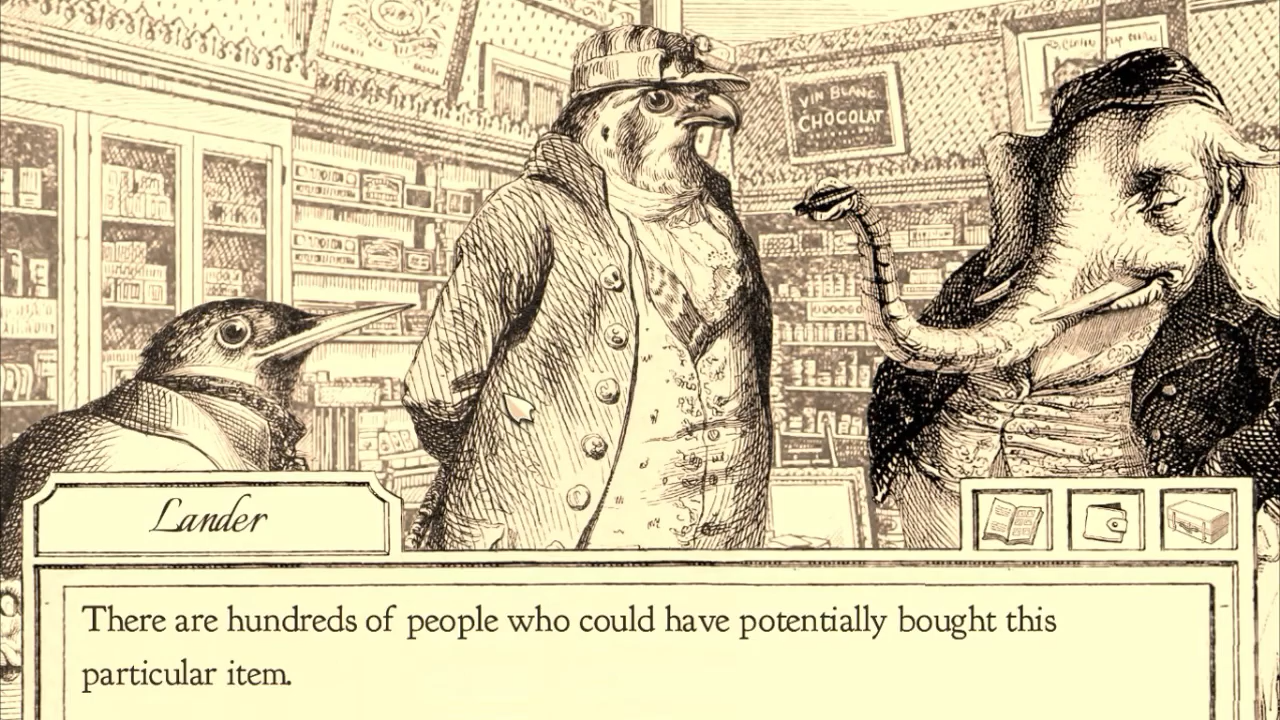 VIN BLANC
CHOCOLAT
Lander
There are hundreds of people who could have potentially bought this
particular item.